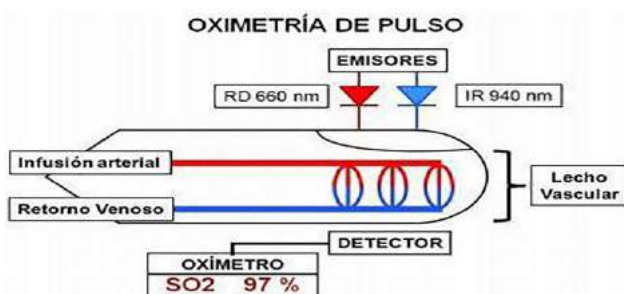 OXIMETRÍA DE PULSO
EMISORES
RD 660 nm
IR 940 nm
Infusión arterial
Retorno Venoso
Lecho
Vascular
DETECTOR
OXÍMETRO
SO2 97 %